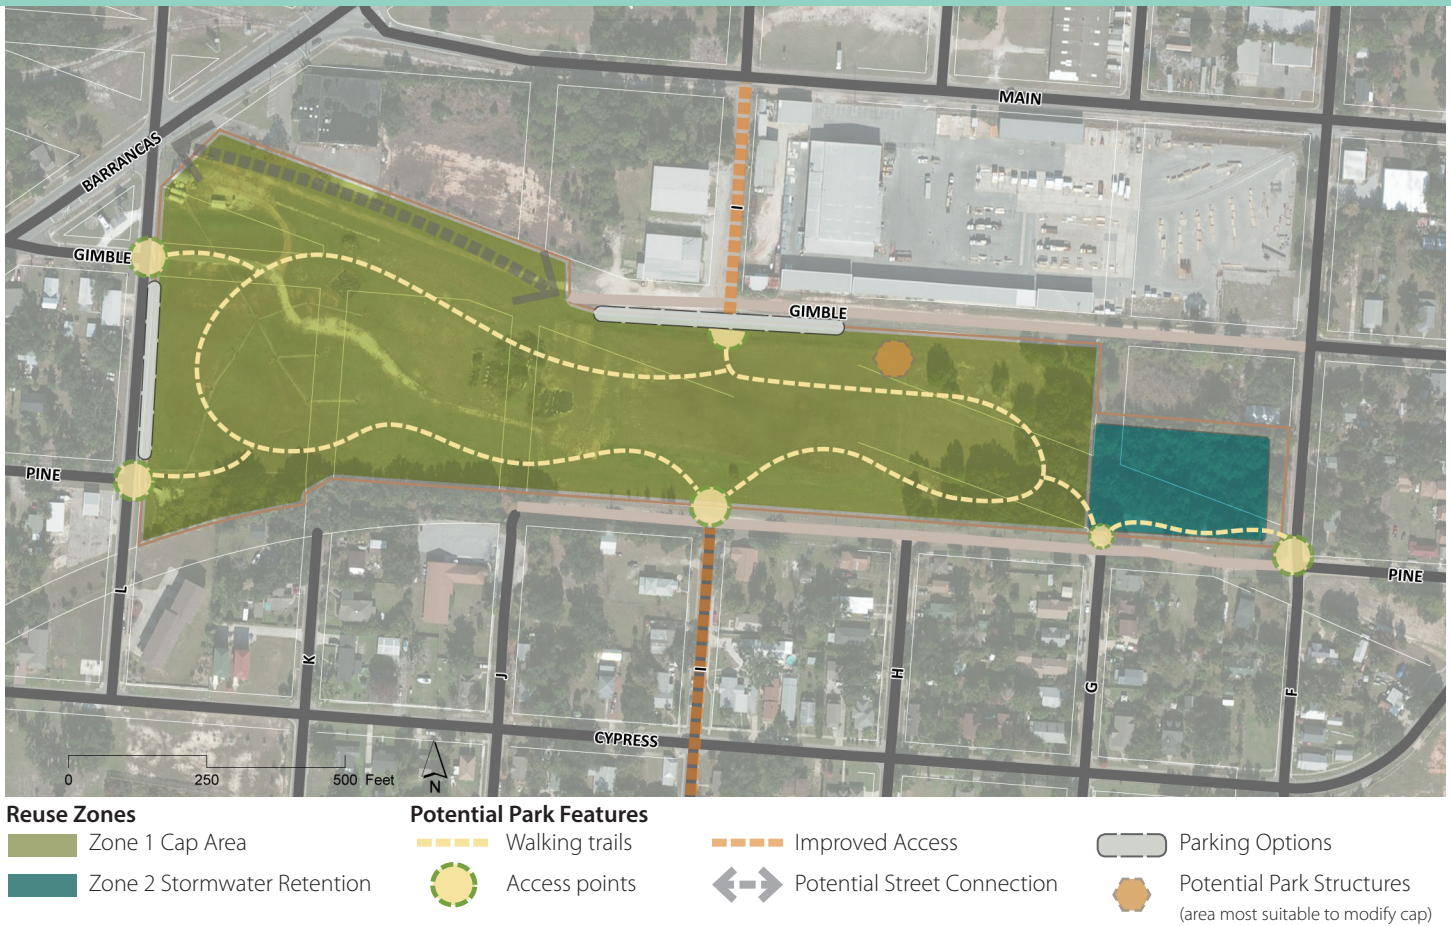 MAIN
BARRANCAS
I
GIMBLE
GIMBLE
PINE
PINE
L
K
J
I
H
G
F
CYPRESS
0 250 500 Feet
N
Reuse Zones
Zone 1 Cap Area
Zone 2 Stormwater Retention
Potential Park Features
Walking trails
Access points
Improved Access
Potential Street Connection
Parking Options
Potential Park Structures
(area most suitable to modify cap)